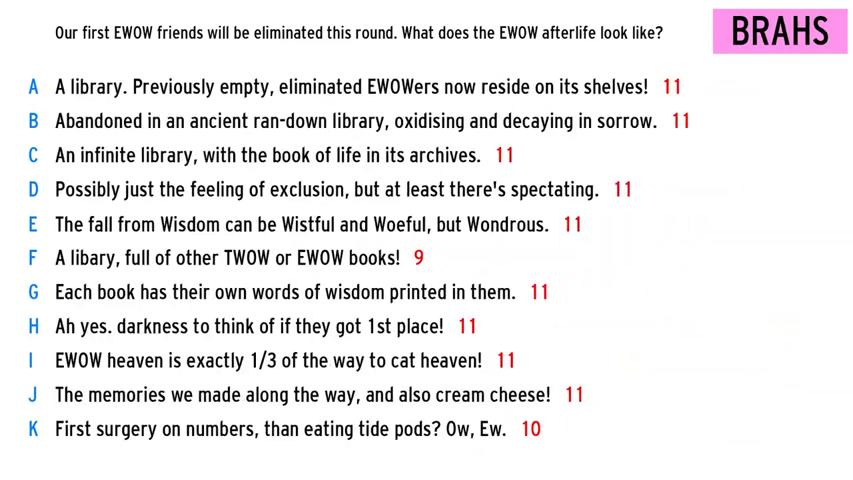 Our first EWOW friends will be eliminated this round. What does the EWOW afterlife look like?
BRAHS
A A library. Previously empty, eliminated EWOWers now reside on its shelves! 11
B Abandoned in an ancient ran-down library, oxidising and decaying in sorrow. 11
C An infinite library, with the book of life in its archives. 11
D Possibly just the feeling of exclusion, but at least there's spectating. 11
E The fall from Wisdom can be Wistful and Woeful, but Wondrous. 11
F A libary, full of other TWOW or EWOW books! 9
G Each book has their own words of wisdom printed in them. 11
H Ah yes. darkness to think of if they got 1st place! 11
I EWOW heaven is exactly 1/3 of the way to cat heaven! 11
J The memories we made along the way, and also cream cheese! 11
K First surgery on numbers, than eating tide pods? Ow, Ew. 10